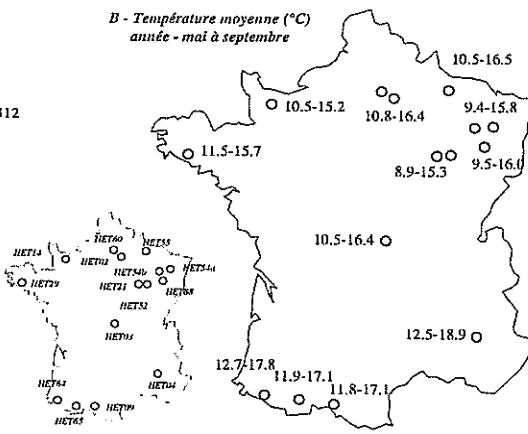 B - Température moyenne (°C)
année - mai à septembre
312
10.5-16.5
10.5-15.2
10.8-16.4
9.4-15.8
11.5-15.7
8.9-15.3
9.5-16.0
10.5-16.4
12.5-18.9
12.7-17.8
11.9-17.1
11.8-17.1
HET60
HET55
HET14
HET02
HET54b
HET54a
HET29
HET21
HET88
HET52
HET03
HET04
HET64
HET65
HET09